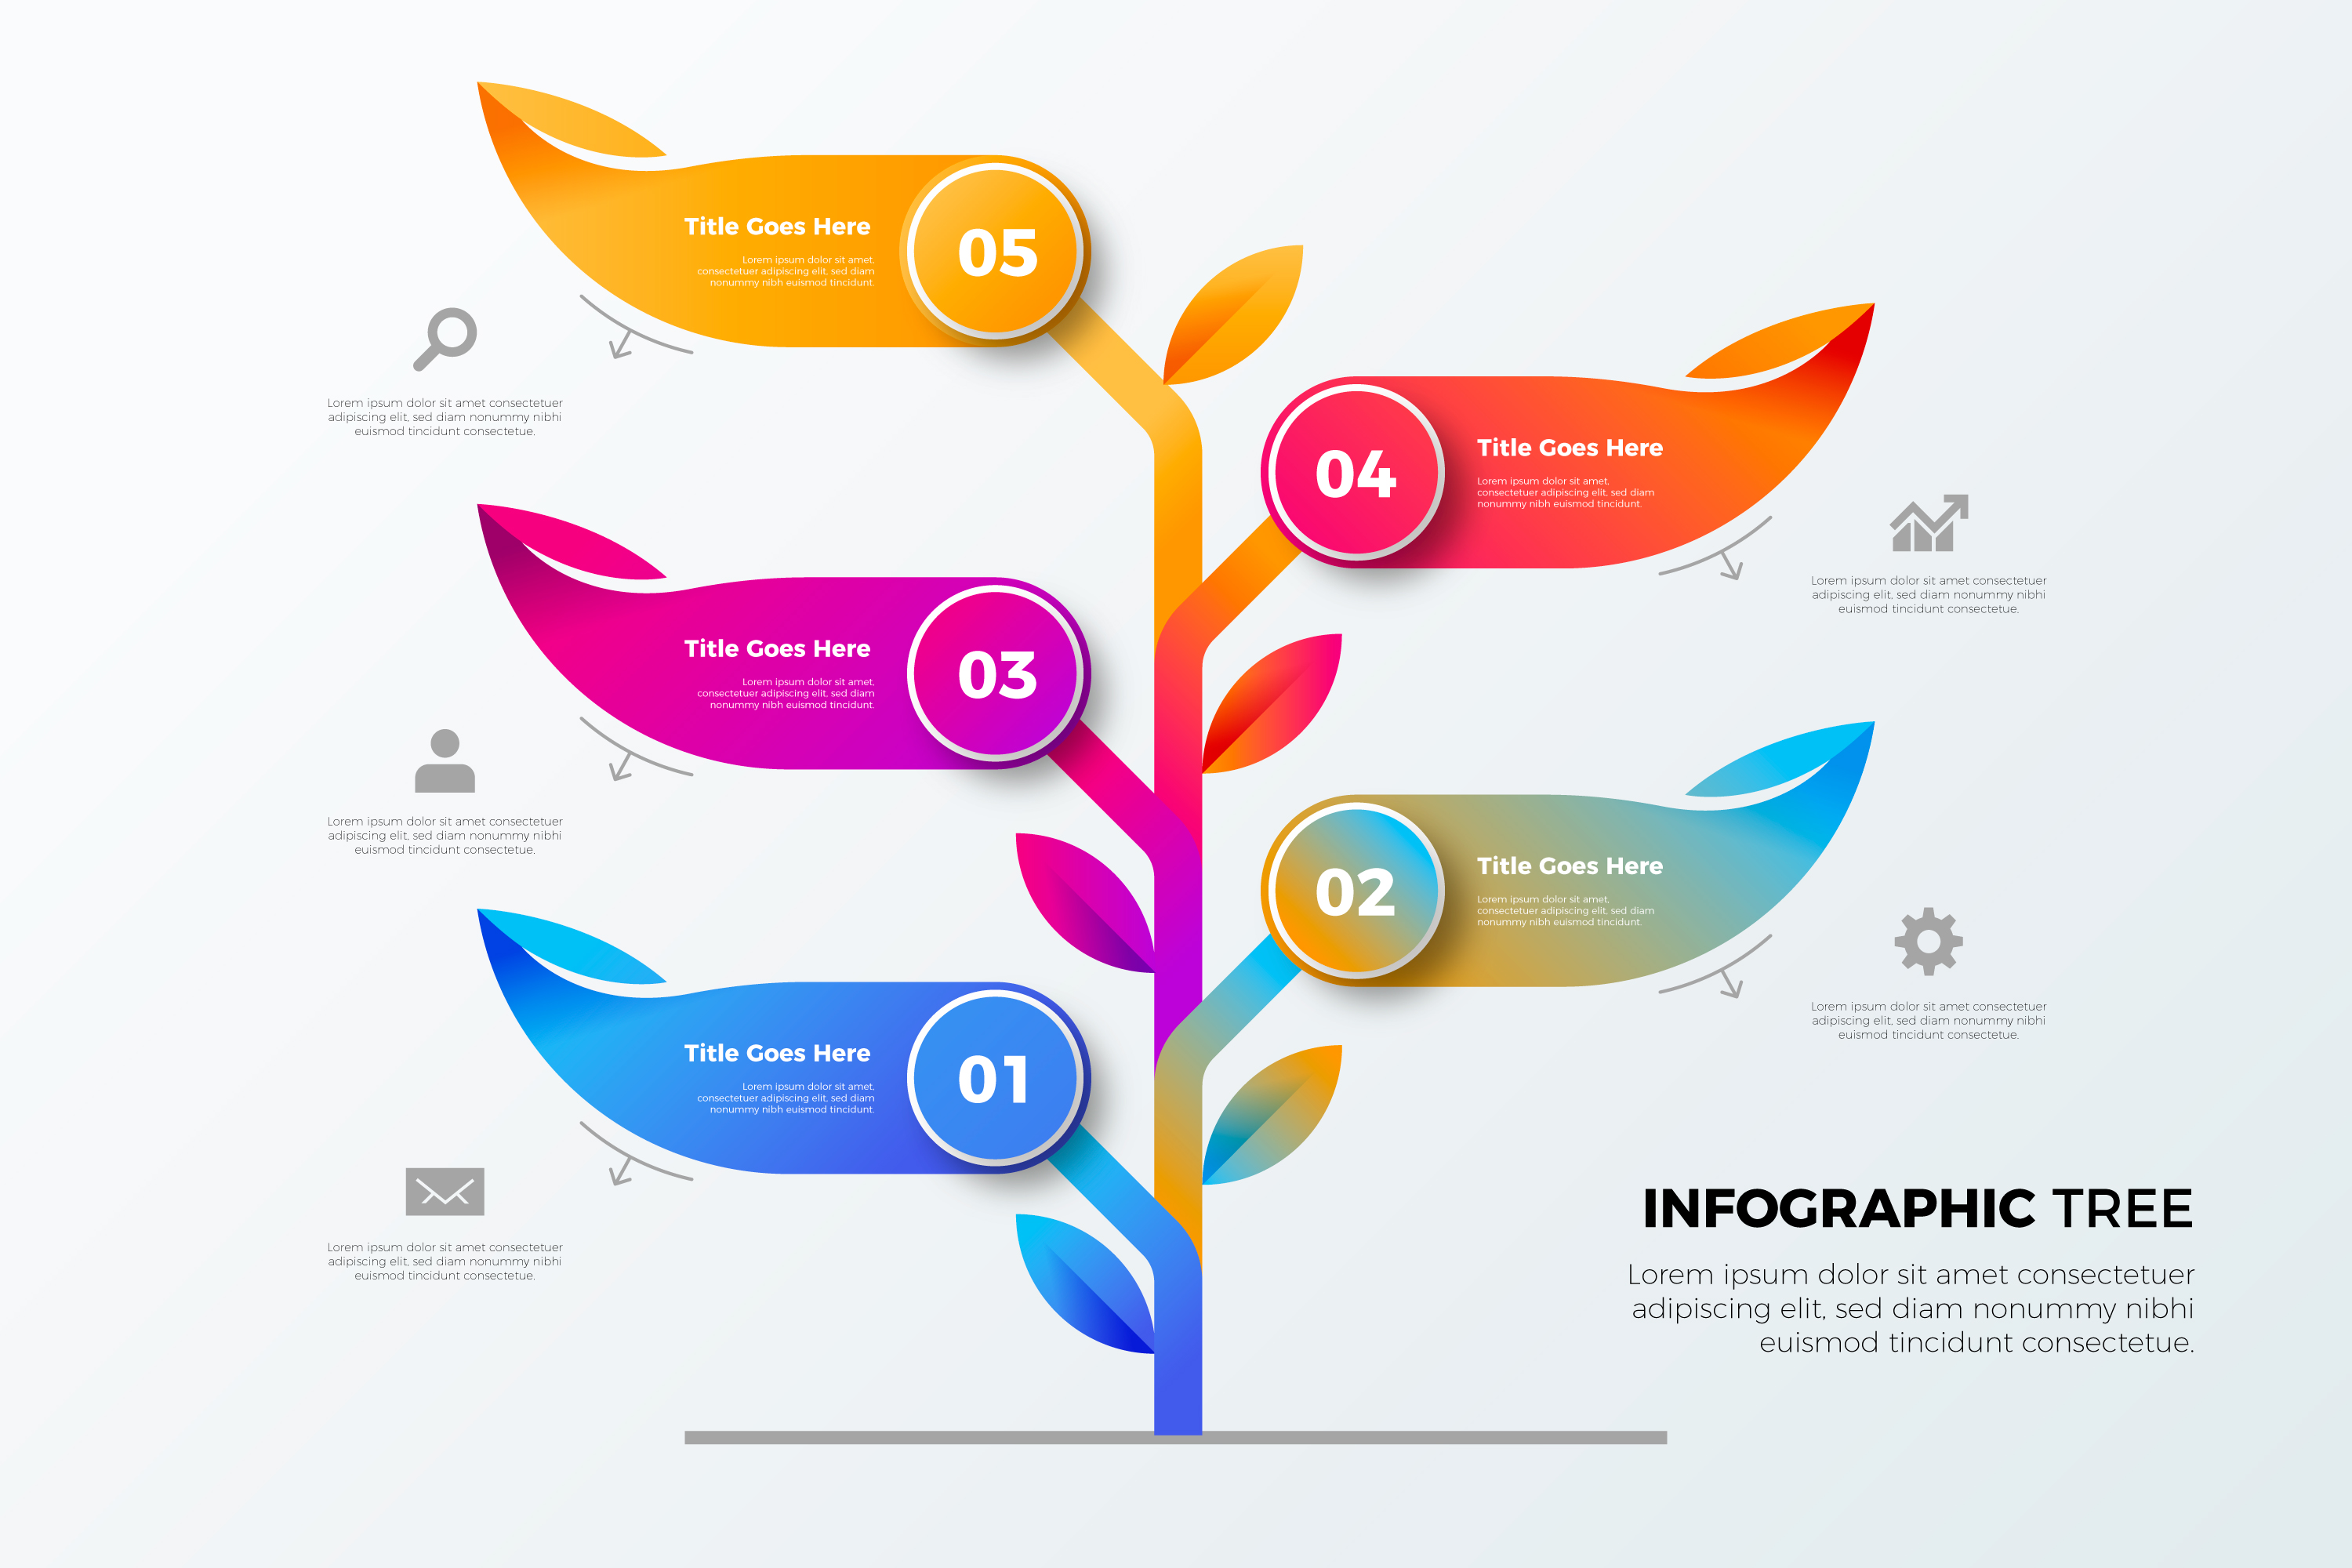 Title Goes Here
Lorem ipsum dolor sit amet,
consectetuer adipiscing elit, sed diam
nonummy nibh euismod tincidunt.
05
Lorem ipsum dolor sit amet consectetuer
adipiscing elit, sed diam nonummy nibhi
euismod tincidunt consectetue.
04
Title Goes Here
Lorem ipsum dolor sit amet,
consectetuer adipiscing elit, sed diam
nonummy nibh euismod tincidunt.
Lorem ipsum dolor sit amet consectetuer
adipiscing elit, sed diam nonummy nibhi
euismod tincidunt consectetue.
Title Goes Here
Lorem ipsum dolor sit amet,
consectetuer adipiscing elit, sed diam
nonummy nibh euismod tincidunt.
03
Lorem ipsum dolor sit amet consectetuer
adipiscing elit, sed diam nonummy nibhi
euismod tincidunt consectetue.
02
Title Goes Here
Lorem ipsum dolor sit amet,
consectetuer adipiscing elit, sed diam
nonummy nibh euismod tincidunt.
Lorem ipsum dolor sit amet consectetuer
adipiscing elit, sed diam nonummy nibhi
euismod tincidunt consectetue.
Title Goes Here
Lorem ipsum dolor sit amet,
consectetuer adipiscing elit, sed diam
nonummy nibh euismod tincidunt.
01
Lorem ipsum dolor sit amet consectetuer
adipiscing elit, sed diam nonummy nibhi
euismod tincidunt consectetue.
INFOGRAPHIC TREE
Lorem ipsum dolor sit amet consectetuer
adipiscing elit, sed diam nonummy nibhi
euismod tincidunt consectetue.